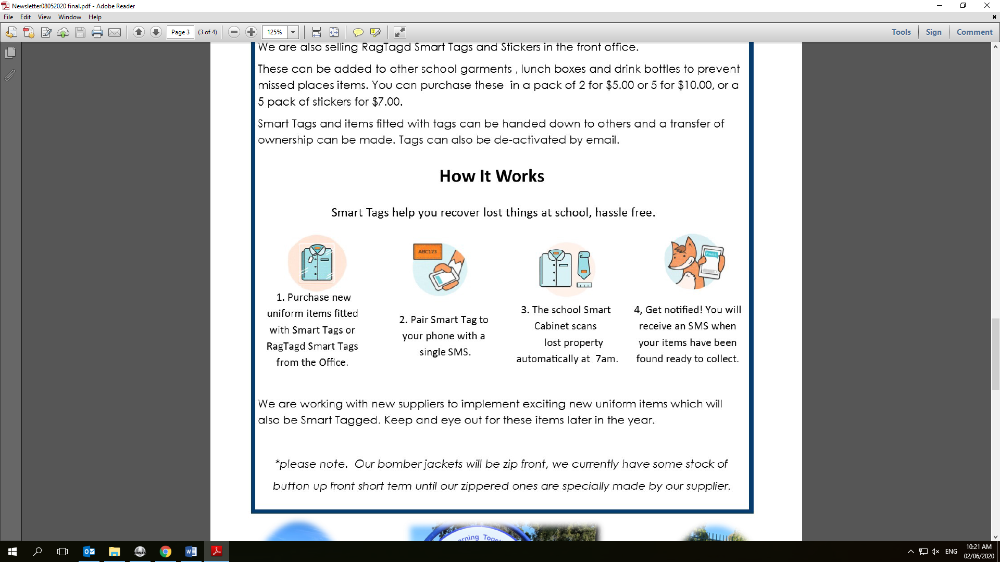 Newsletter08052020 final.pdf - Adobe Reader
File Edit View Window Help
Page 3 (3 of 4) 125% Tools Sign Comment
We are also selling RagTagd Smart Tags and Stickers in the front office.
These can be added to other school garments , lunch boxes and drink bottles to prevent
missed places items. You can purchase these in a pack of 2 for $5.00 or 5 for $10.00, or a
5 pack of stickers for $7.00.
Smart Tags and items fitted with tags can be handed down to others and a transfer of
ownership can be made. Tags can also be de-activated by email.
How It Works
Smart Tags help you recover lost things at school, hassle free.
ABC123
Found!
1. Purchase new
uniform items fitted
with Smart Tags or
RagTagd Smart Tags
from the Office.
2. Pair Smart Tag to
your phone with a
single SMS.
3. The school Smart
Cabinet scans
lost property
automatically at 7am.
4, Get notified! You will
receive an SMS when
your items have been
found ready to collect.
We are working with new suppliers to implement exciting new uniform items which will
also be Smart Tagged. Keep and eye out for these items later in the year.
*please note. Our bomber jackets will be zip front, we currently have some stock of
button up front short term until our zippered ones are specially made by our supplier.
arning Toge
EDSAS
ENG
10:21 AM
02/06/2020